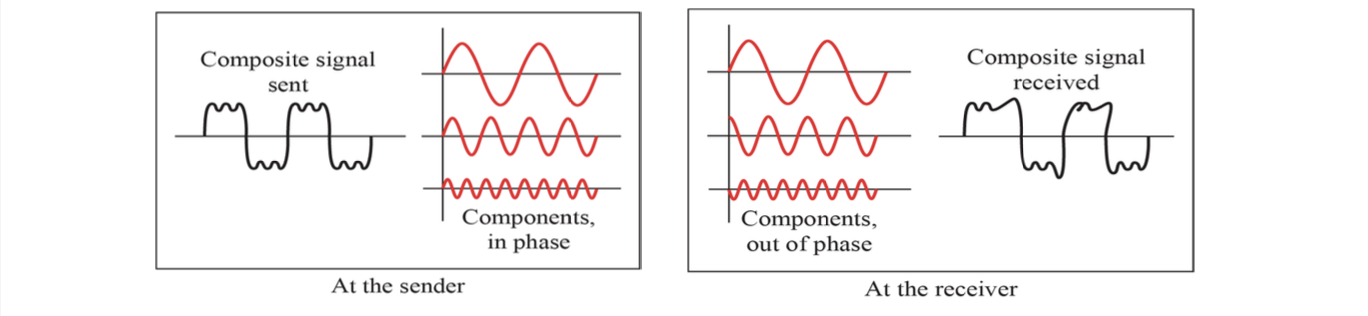 Composite signal
sent
Components,
in phase
At the sender
Components,
out of phase
Composite signal
received
At the receiver